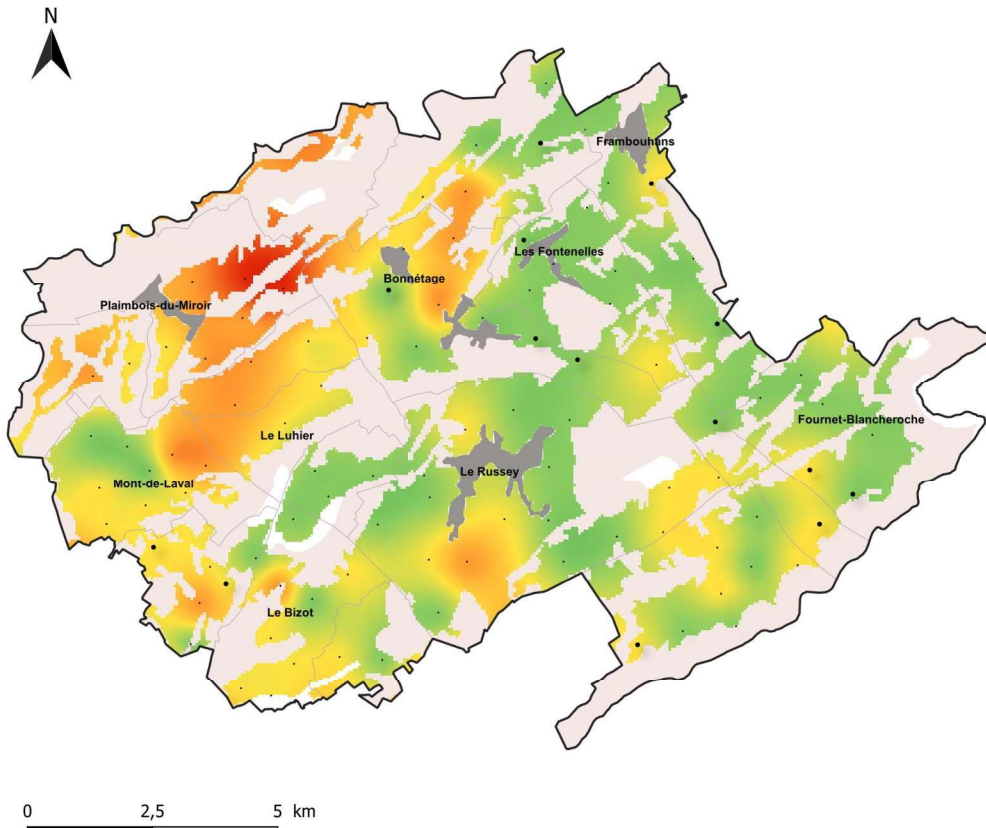 N
Frambouhans
Les Fontenelles
Bonnétage
Plaimbois-du-Miroir
Fournet-Blancheroche
Le Luhier
Le Russey
Mont-de-Laval
Le Bizot
0 2,5 5 km